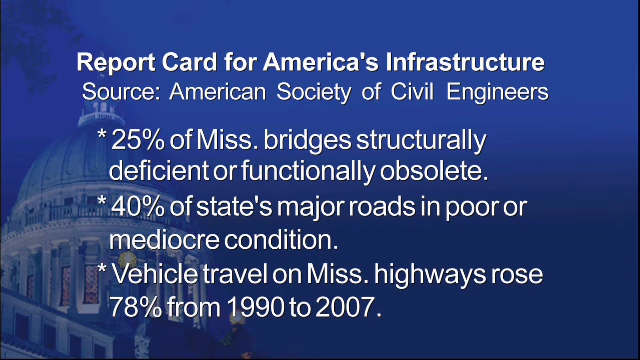 Report Card for America's Infrastructure
Source: American Society of Civil Engineers
* 25% of Miss. bridges structurally
deficient or functionally obsolete.
* 40% of state's major roads in poor or
mediocre condition.
* Vehicle travel on Miss. highways rose
78% from 1990 to 2007.